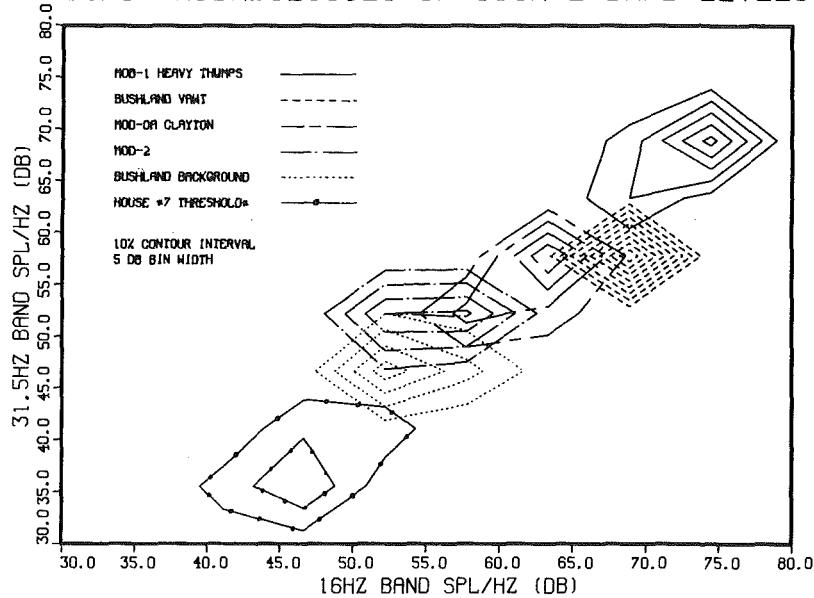 80.0
75.0
70.0
65.0
60.0
55.0
50.0
45.0
40.0
35.0
30.0
31.5HZ BAND SPL/HZ (DB)
MOD-1 HEAVY THUMPS
BUSHLAND VAWT
MOD-0A CLAYTON
MOD-2
BUSHLAND BACKGROUND
HOUSE #7 THRESHOLD*
10% CONTOUR INTERVAL
5 DB BIN WIDTH
30.0 35.0 40.0 45.0 50.0 55.0 60.0 65.0 70.0 75.0 80.0
16HZ BAND SPL/HZ (DB)